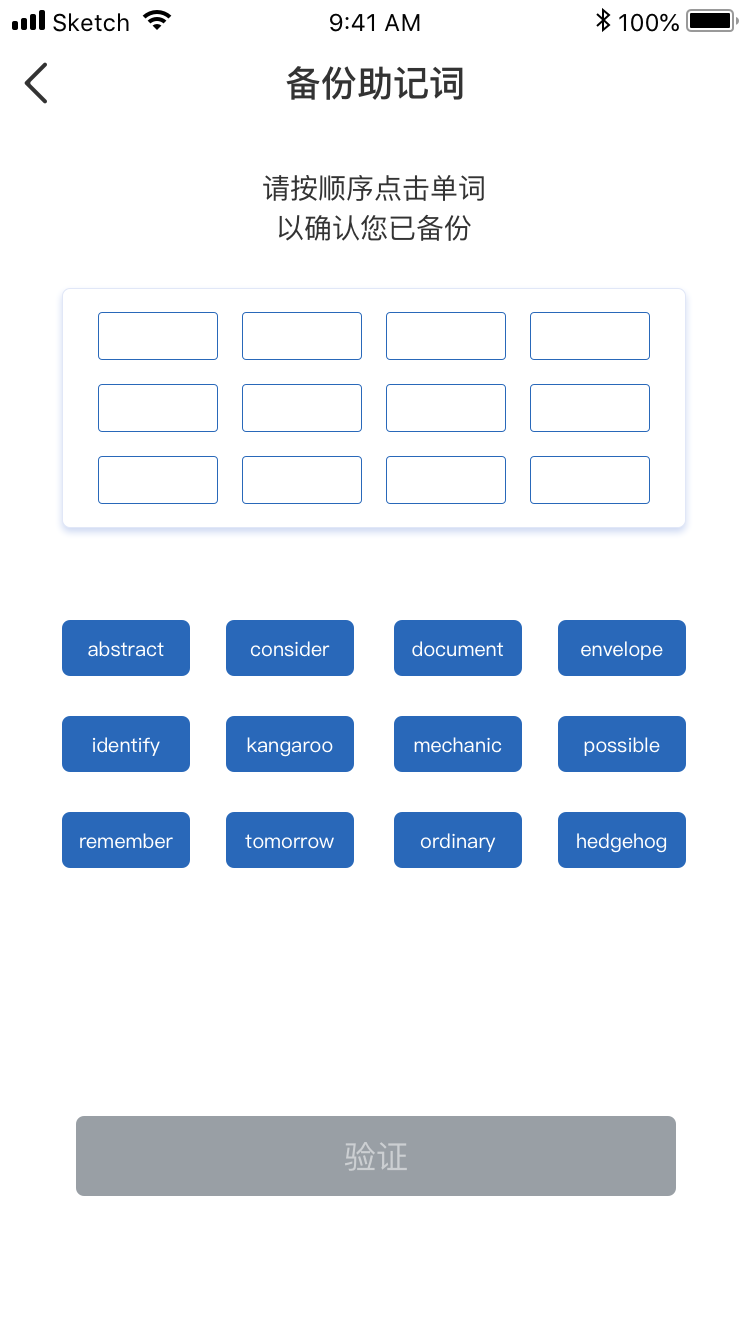 Sketch 9:41 AM 100%
备份助记词
请按顺序点击单词
以确认您已备份
abstract consider document envelope
identify kangaroo mechanic possible
remember tomorrow ordinary hedgehog
验证